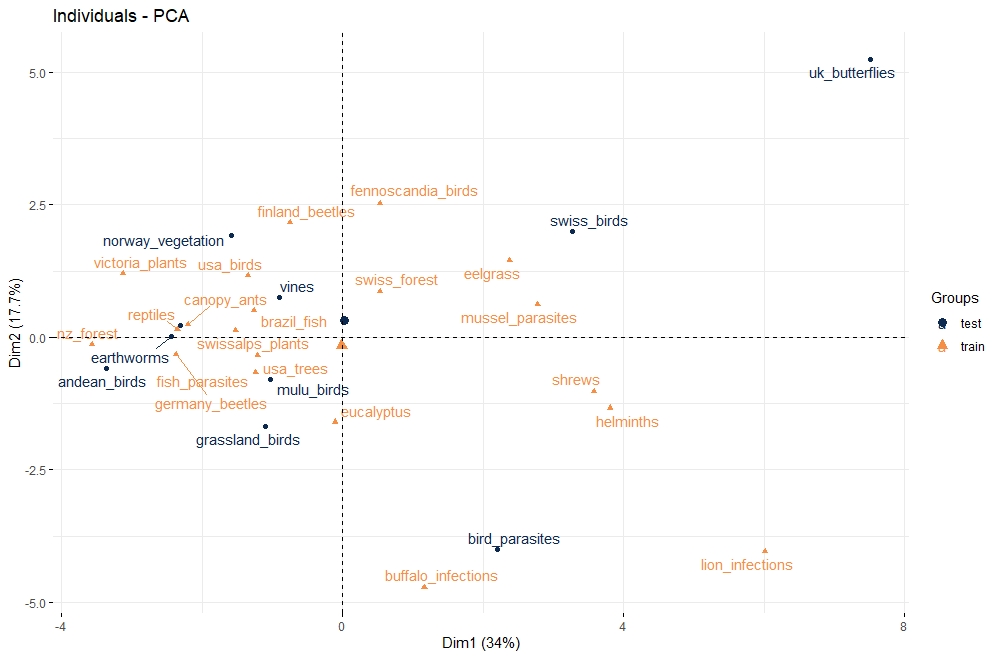 Individuals - PCA
5.0
uk_butterflies
fennoscandia_birds
2.5
finland_beetles
swiss_birds
norway_vegetation
victoria_plants
usa_birds
eelgrass
swiss_forest
vines
canopy_ants
reptiles
brazil_fish
mussel_parasites
nz_forest
0.0
swissalps_plants
earthworms
usa_trees
andean_birds
fish_parasites
shrews
mulu_birds
germany_beetles
eucalyptus
helminths
grassland_birds
-2.5
bird_parasites
lion_infections
buffalo_infections
-5.0
-4
0
4
8
Dim1 (34%)
Dim2 (17.7%)
Groups
test
train